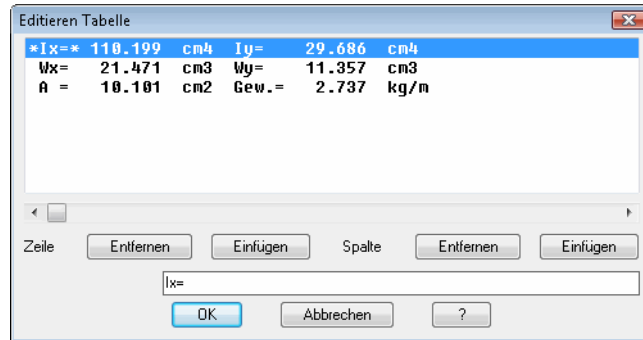 Editieren Tabelle
*Ix=* 110.199 cm4 Iy= 29.686 cm4
Wx= 21.471 cm3 Wy= 11.357 cm3
A = 10.101 cm2 Gew.= 2.737 kg/m
Zeile Entfernen Einfügen Spalte Entfernen Einfügen
Ix=
OK Abbrechen ?